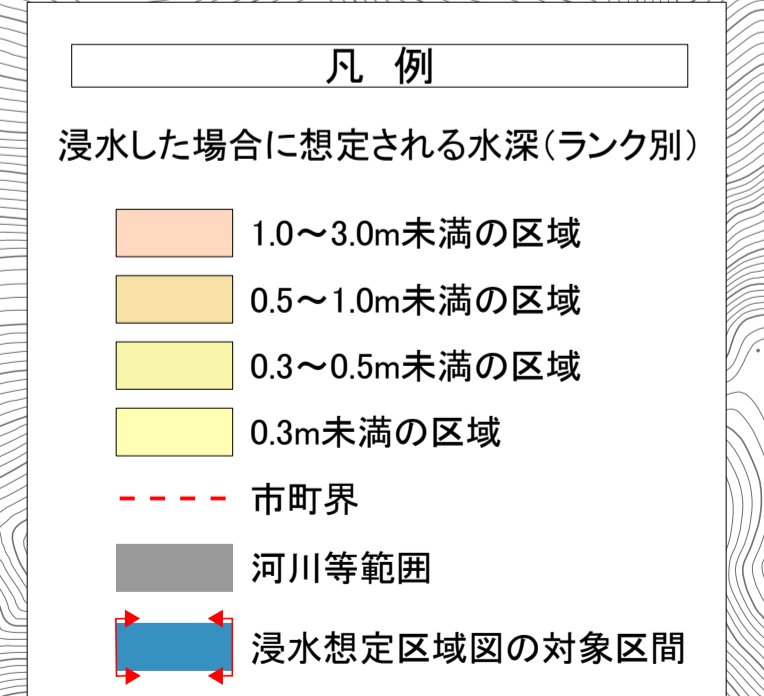 凡 例
浸水した場合に想定される水深（ランク別）
1.0～3.0m未満の区域
0.5～1.0m未満の区域
0.3～0.5m未満の区域
0.3m未満の区域
市町界
河川等範囲
浸水想定区域図の対象区間